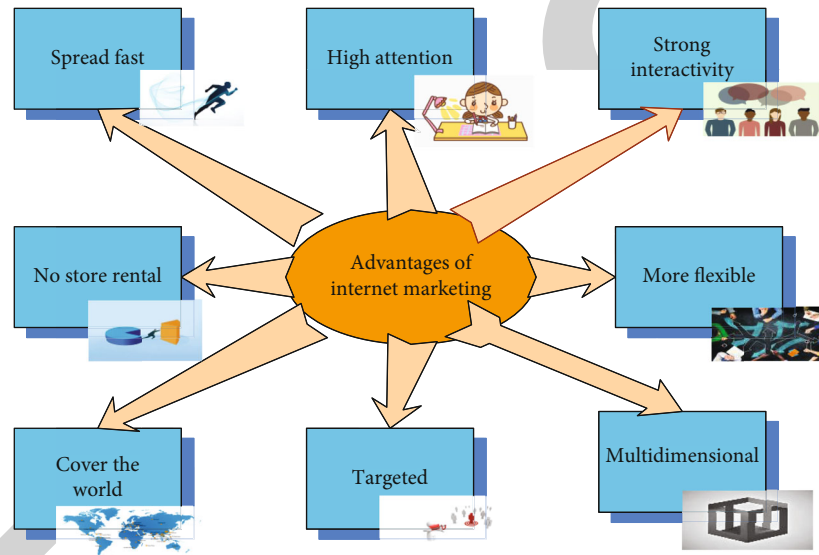 Spread fast
High attention
Strong
interactivity
No store rental
Advantages of
internet marketing
More flexible
Cover the
world
Targeted
Multidimensional